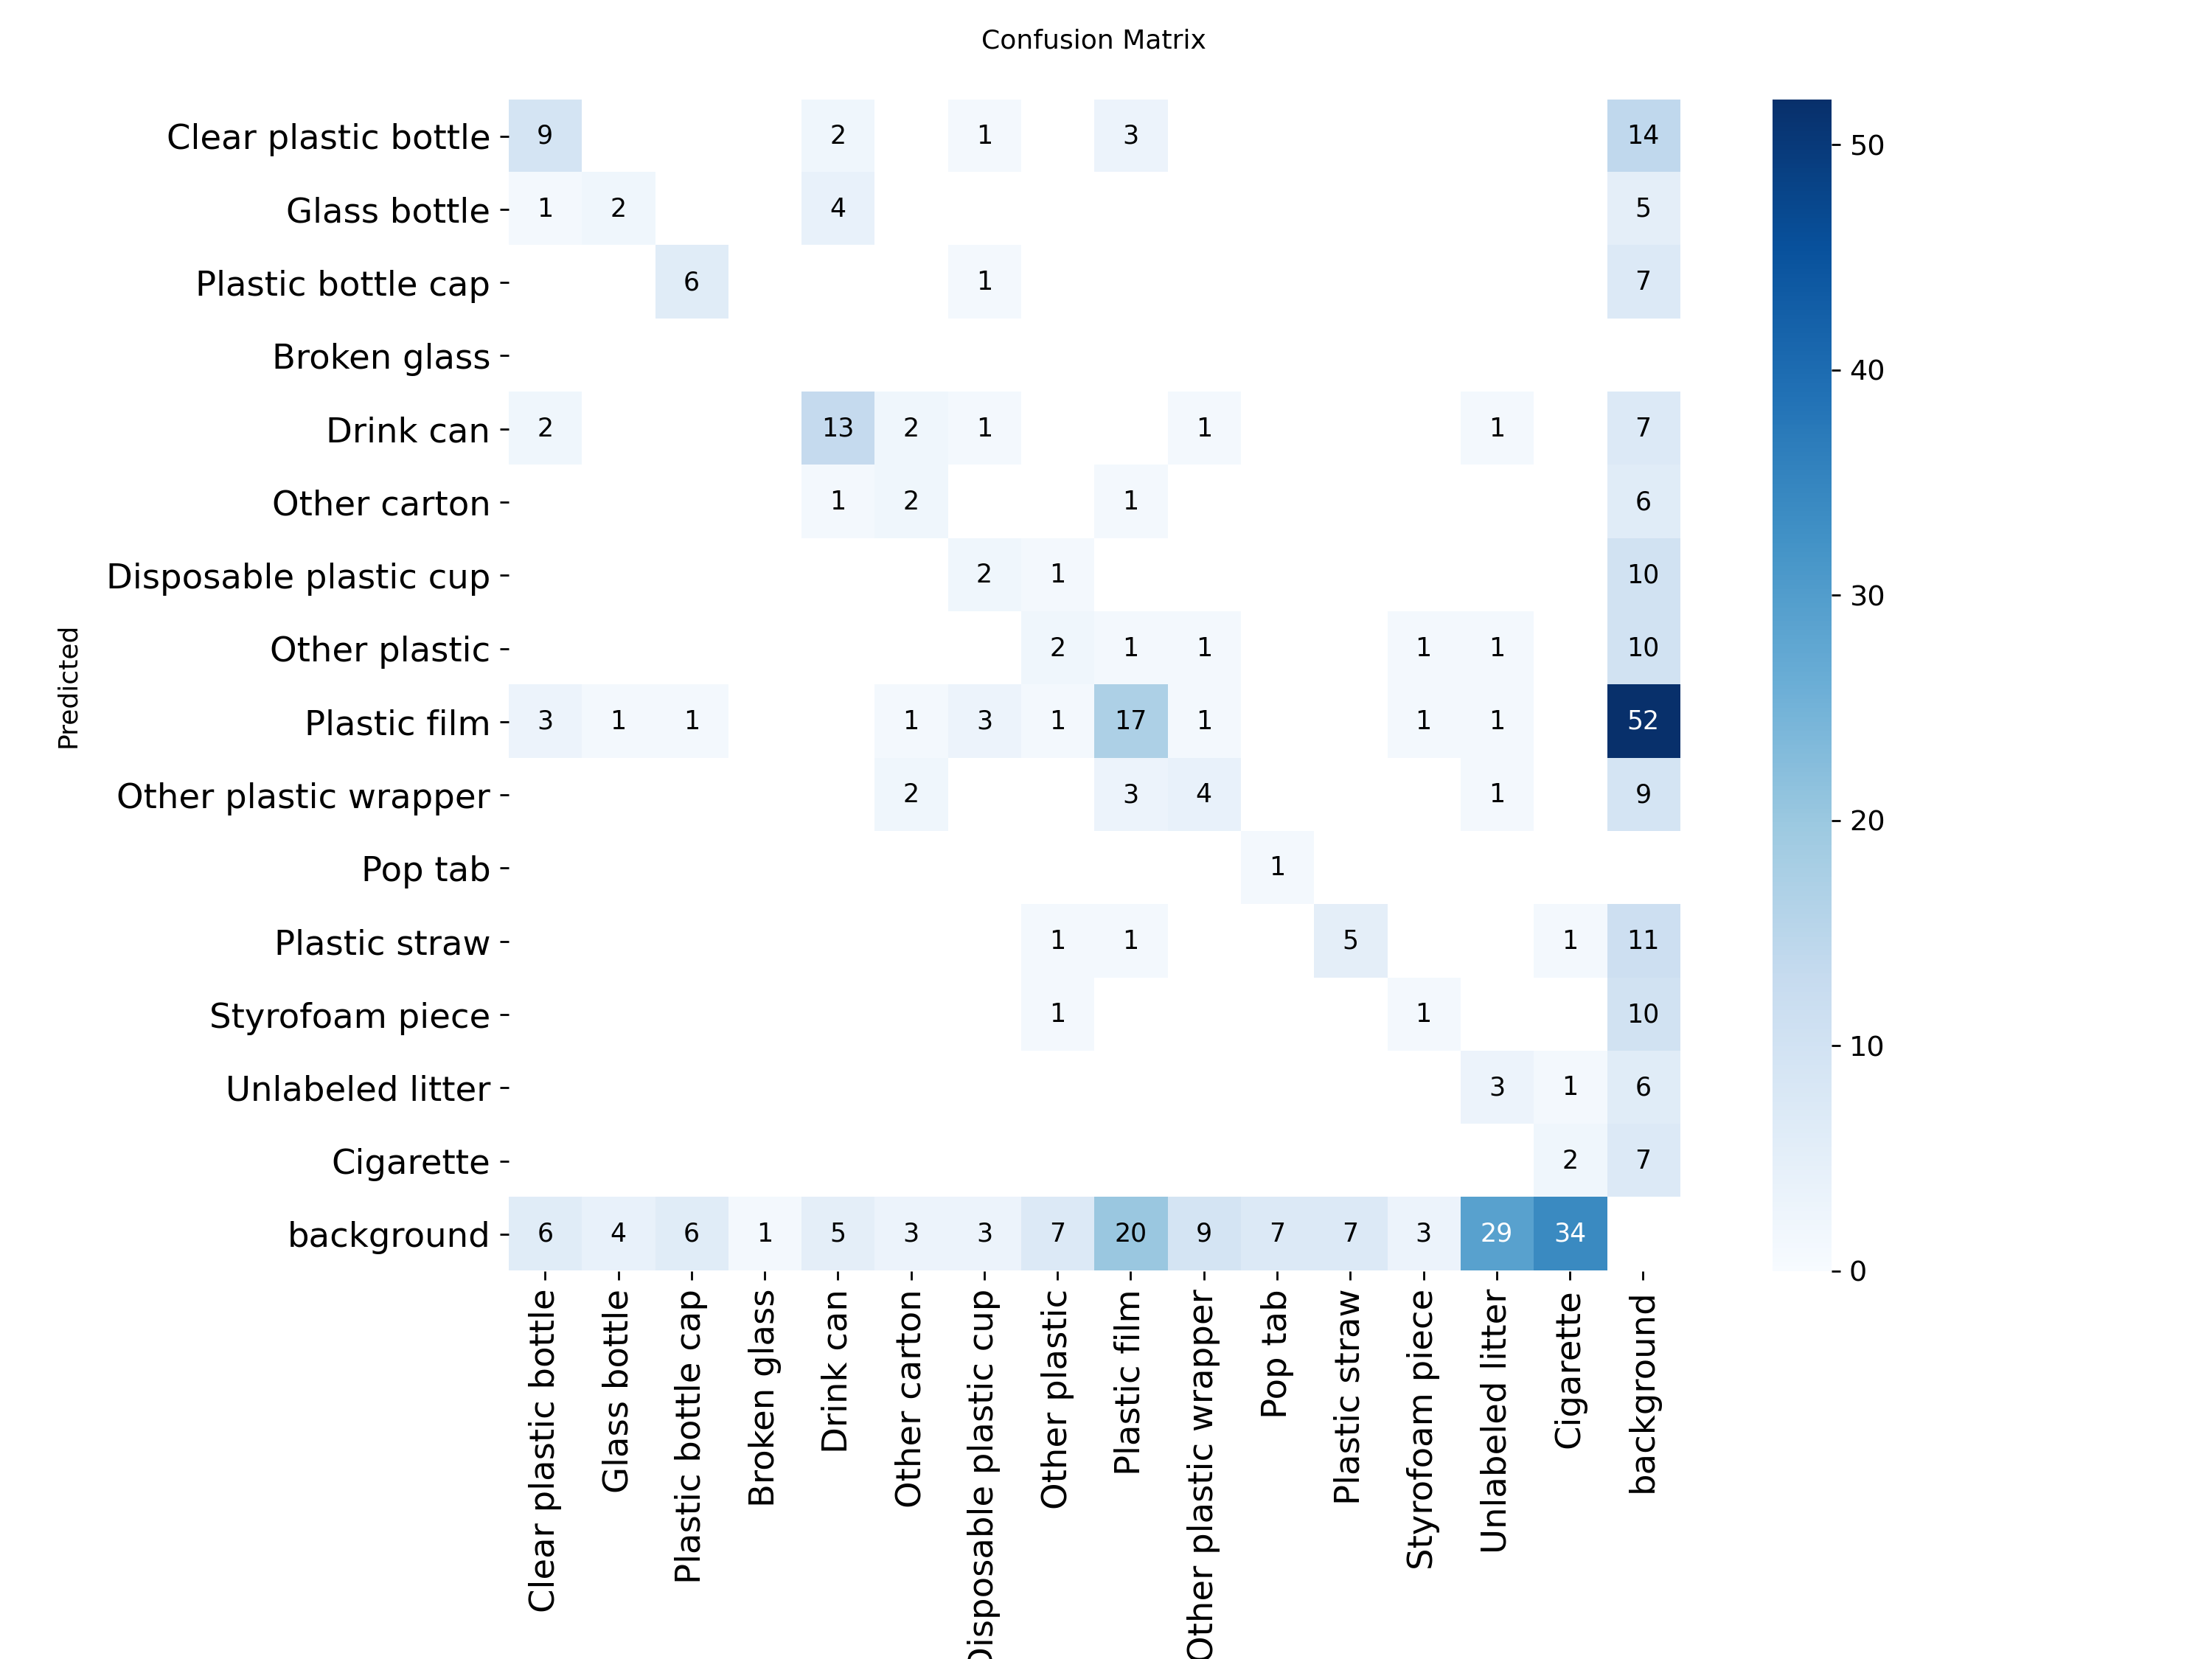 Confusion Matrix
Clear plastic bottle 9 2 1 3 14
Glass bottle 1 2 4 5
Plastic bottle cap 6 1 7
Broken glass
Drink can 2 13 2 1 1 1 7
Other carton 1 2 1 6
Disposable plastic cup 2 1 10
Other plastic 2 1 1 1 1 10
Plastic film 3 1 1 1 3 1 17 1 1 1 52
Other plastic wrapper 2 3 4 1 9
Pop tab 1
Plastic straw 1 1 5 1 11
Styrofoam piece 1 1 10
Unlabeled litter 3 1 6
Cigarette 2 7
background 6 4 6 1 5 3 3 7 20 9 7 7 3 29 34
Predicted
Clear plastic bottle
Glass bottle
Plastic bottle cap
Broken glass
Drink can
Other carton
Disposable plastic cup
Other plastic
Plastic film
Other plastic wrapper
Pop tab
Plastic straw
Styrofoam piece
Unlabeled litter
Cigarette
background
50
40
30
20
10
0